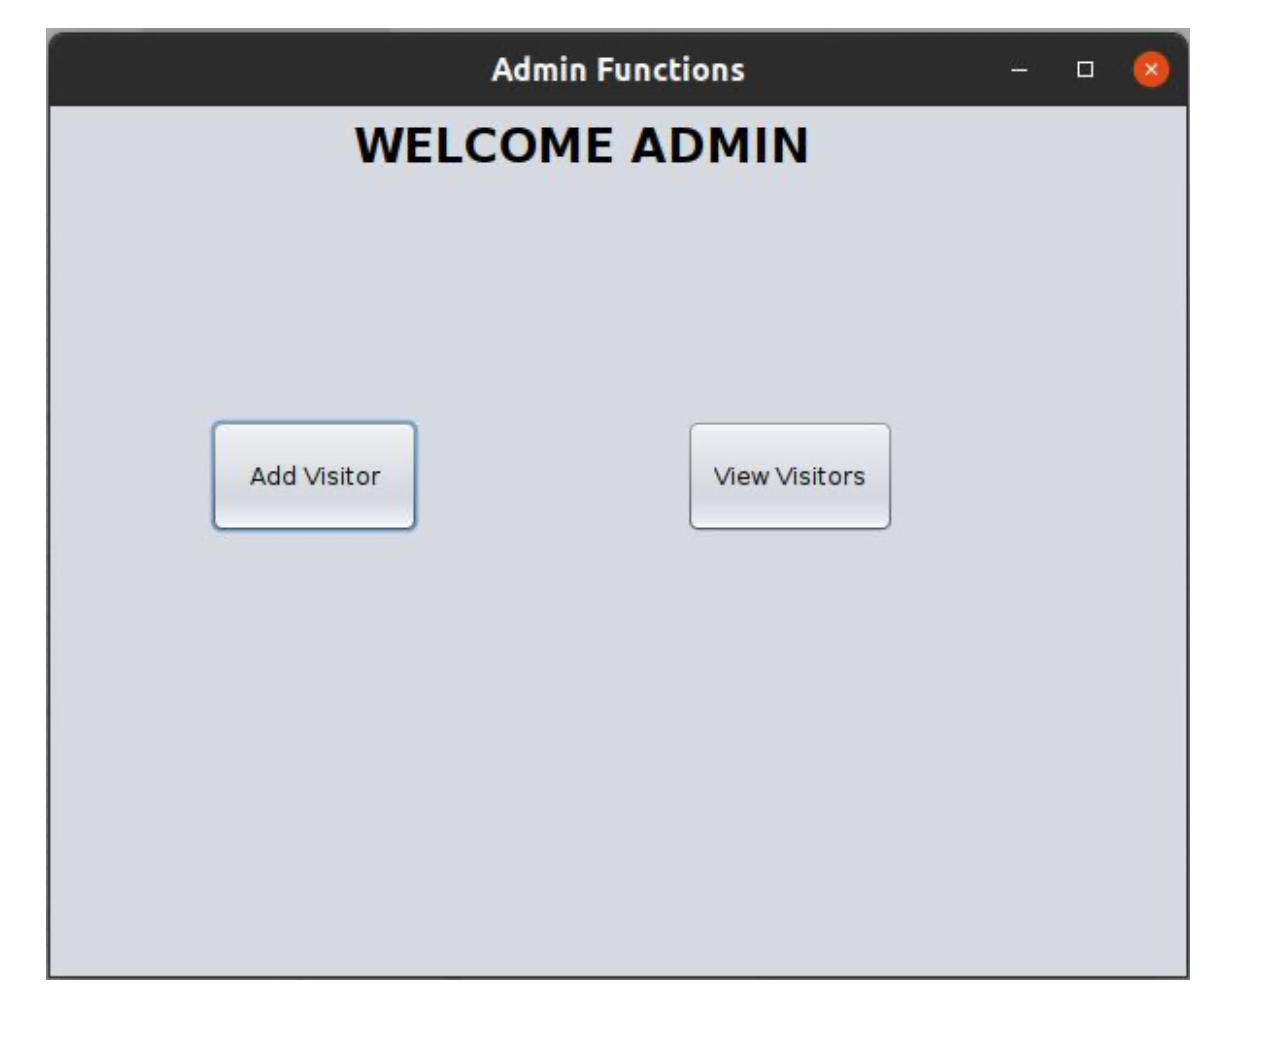 Admin Functions
WELCOME ADMIN
Add Visitor
View Visitors